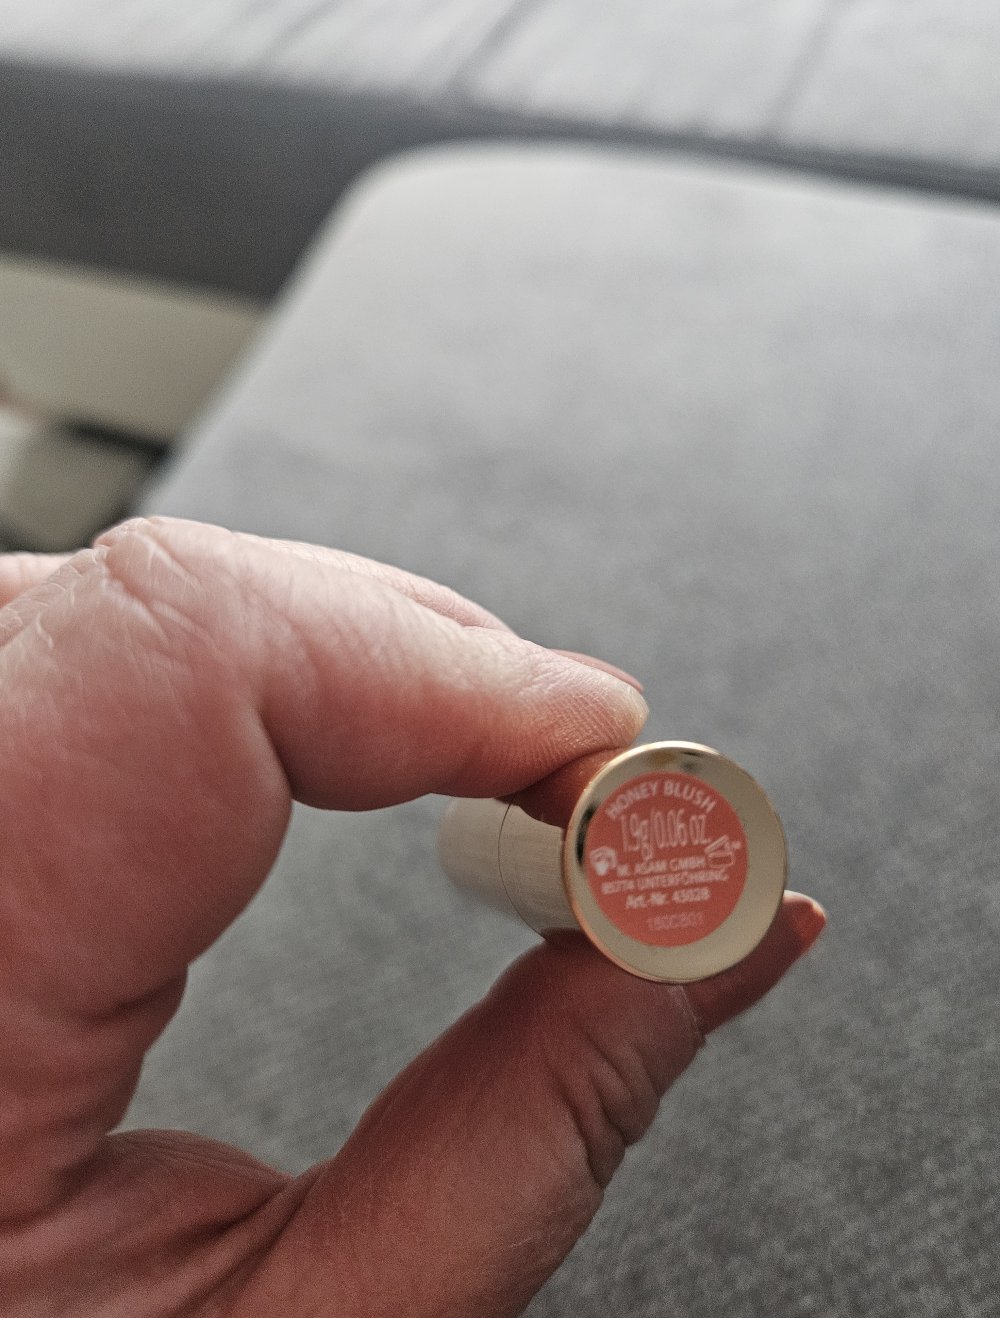 HONEY BLUSH
1.9g/0.06 oz.
M. ASAM GMBH
85774 UNTERFÖHRING
Art.-Nr. 43028